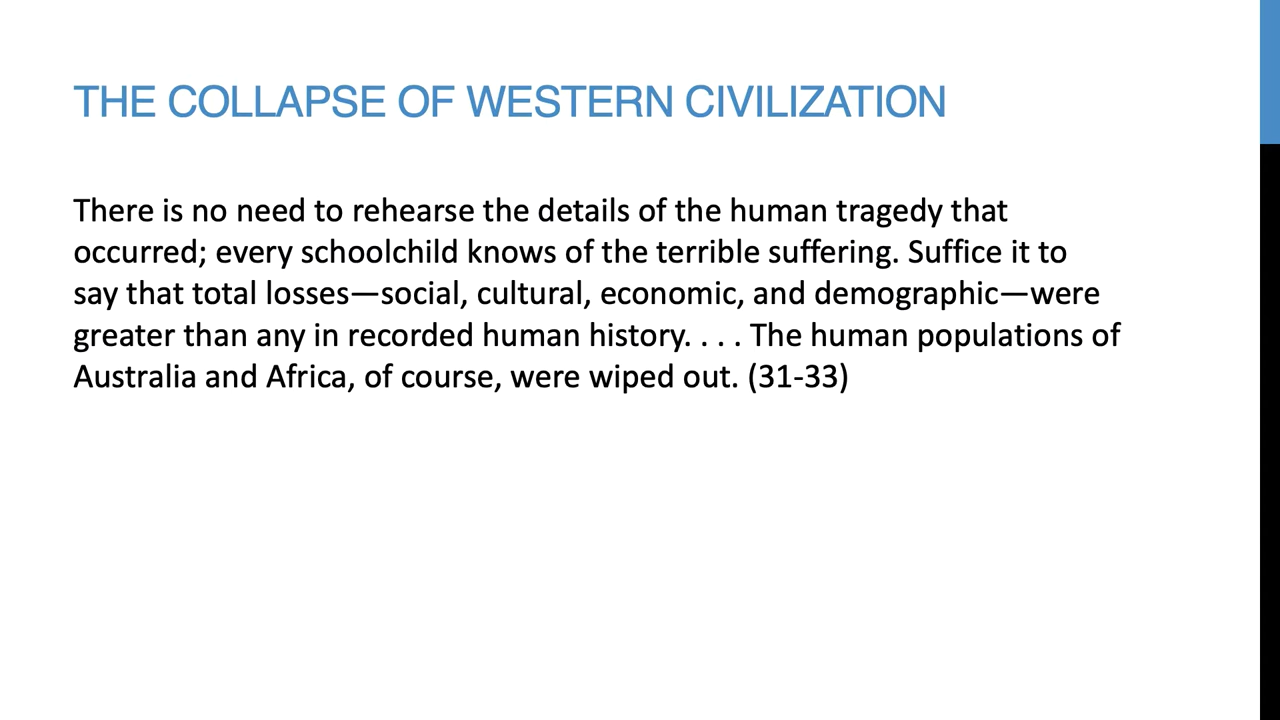 THE COLLAPSE OF WESTERN CIVILIZATION
There is no need to rehearse the details of the human tragedy that
occurred; every schoolchild knows of the terrible suffering. Suffice it to
say that total losses—social, cultural, economic, and demographic—were
greater than any in recorded human history. . . . The human populations of
Australia and Africa, of course, were wiped out. (31-33)